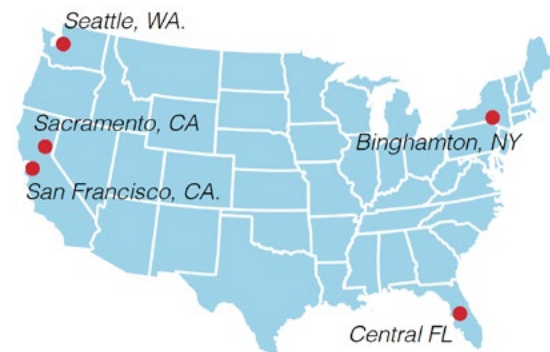 Seattle, WA.
Sacramento, CA
Binghamton, NY
San Francisco, CA.
Central FL